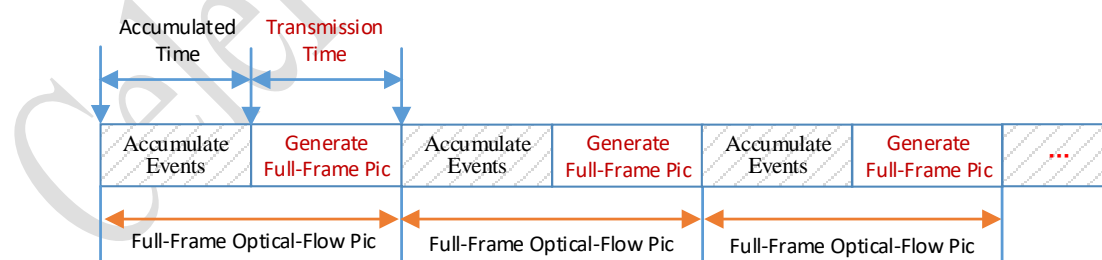 Accumulated
Time
Transmission
Time
Accumulate
Events
Generate
Full-Frame Pic
Accumulate
Events
Generate
Full-Frame Pic
Accumulate
Events
Generate
Full-Frame Pic
...
Full-Frame Optical-Flow Pic
Full-Frame Optical-Flow Pic
Full-Frame Optical-Flow Pic